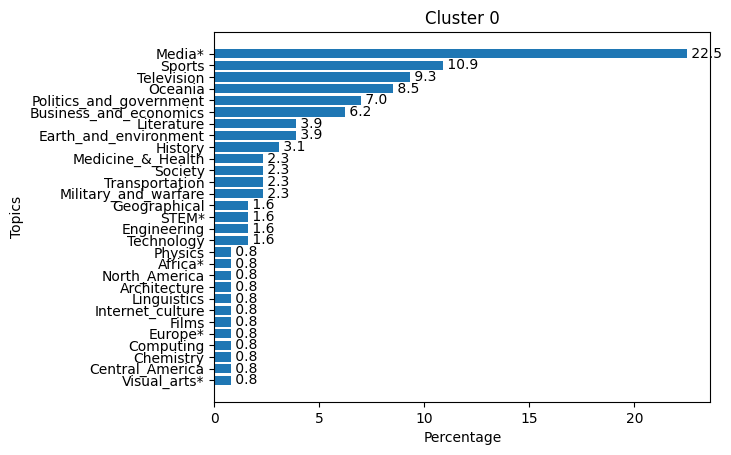 Cluster 0
Topics
Media* 22.5
Sports 10.9
Television 9.3
Oceania 8.5
Politics_and_government 7.0
Business_and_economics 6.2
Literature 3.9
Earth_and_environment 3.9
History 3.1
Medicine_&_Health 2.3
Society 2.3
Transportation 2.3
Military_and_warfare 2.3
Geographical 1.6
STEM* 1.6
Engineering 1.6
Technology 1.6
Physics 0.8
Africa* 0.8
North_America 0.8
Architecture 0.8
Linguistics 0.8
Internet_culture 0.8
Films 0.8
Europe* 0.8
Computing 0.8
Chemistry 0.8
Central_America 0.8
Visual_arts* 0.8
0 5 10 15 20
Percentage